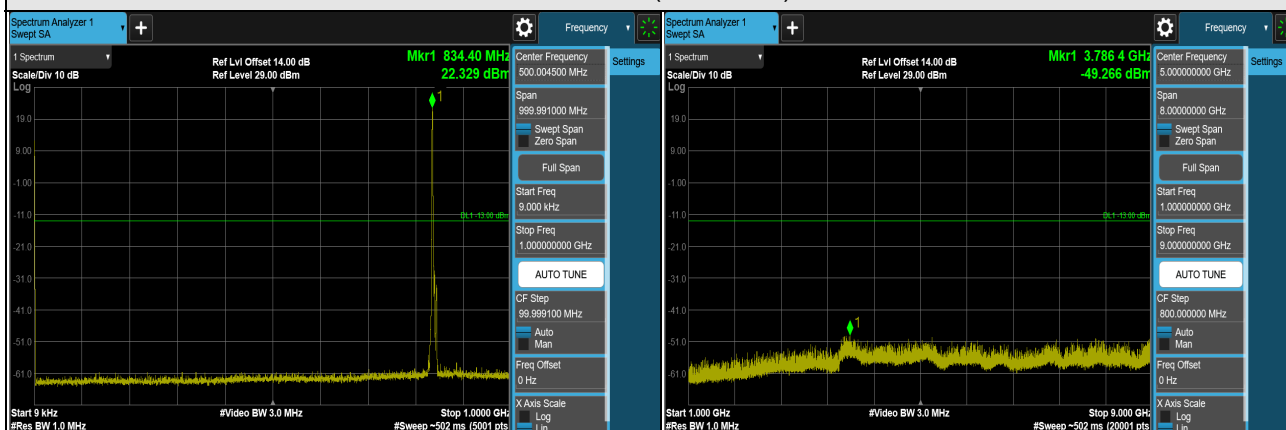 Spectrum Analyzer 1
Swept SA
+
Frequency
1 Spectrum
Scale/Div 10 dB
Log
Ref Lvl Offset 14.00 dB
Ref Level 29.00 dBm
Mkr1 834.40 MHz
22.329 dBm
1
19.0
9.00
-1.00
-11.0
-21.0
-31.0
-41.0
-51.0
-61.0
DL1 -13.00 dBm
Start 9 kHz
#Res BW 1.0 MHz
#Video BW 3.0 MHz
Stop 1.0000 GHz
#Sweep ~502 ms (5001 pts
Center Frequency
500.004500 MHz
Span
999.991000 MHz
Swept Span
Zero Span
Full Span
Start Freq
9.000 kHz
Stop Freq
1.000000000 GHz
AUTO TUNE
CF Step
99.999100 MHz
Auto
Man
Freq Offset
0 Hz
X Axis Scale
Log
Lin
Settings
Spectrum Analyzer 1
Swept SA
+
Frequency
1 Spectrum
Scale/Div 10 dB
Log
Ref Lvl Offset 14.00 dB
Ref Level 29.00 dBm
Mkr1 3.786 4 GHz
-49.266 dBm
1
19.0
9.00
-1.00
-11.0
-21.0
-31.0
-41.0
-51.0
-61.0
DL1 -13.00 dBm
Start 1.000 GHz
#Res BW 1.0 MHz
#Video BW 3.0 MHz
Stop 9.000 GHz
#Sweep ~502 ms (20001 pts
Center Frequency
5.00000000 GHz
Span
8.00000000 GHz
Swept Span
Zero Span
Full Span
Start Freq
1.000000000 GHz
Stop Freq
9.000000000 GHz
AUTO TUNE
CF Step
800.000000 MHz
Auto
Man
Freq Offset
0 Hz
X Axis Scale
Log
Lin
Settings